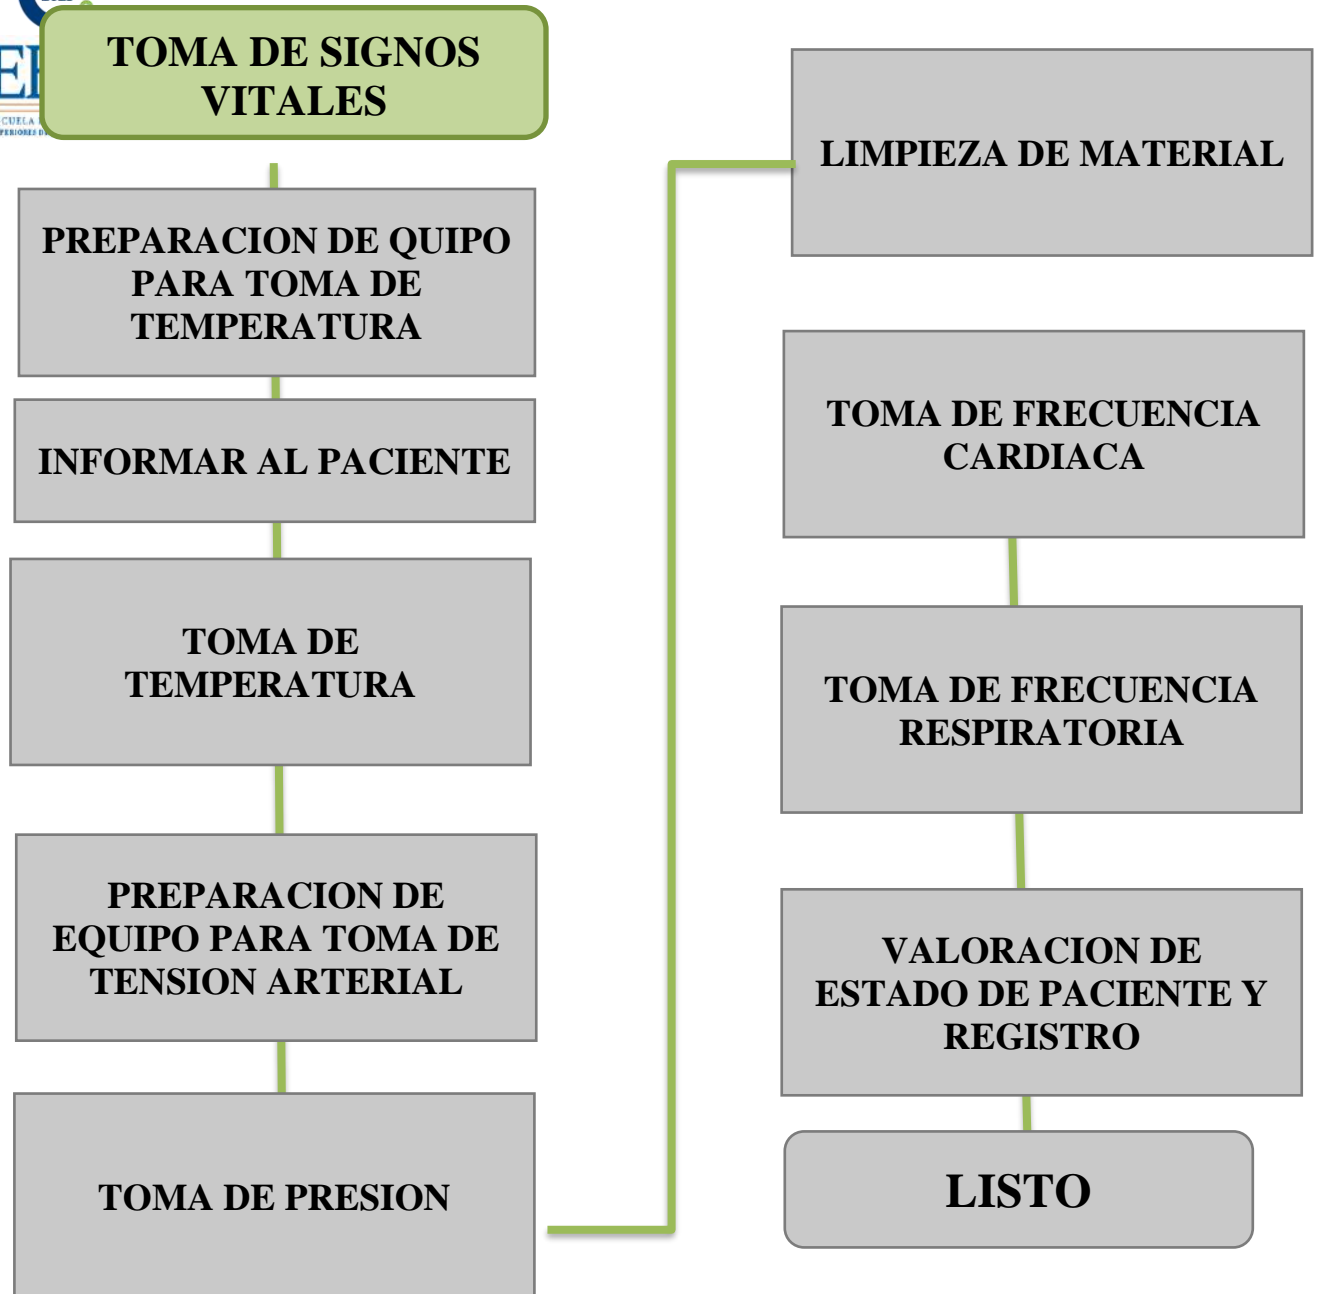 TOMA DE SIGNOS
VITALES
PREPARACION DE QUIPO
PARA TOMA DE
TEMPERATURA
INFORMAR AL PACIENTE
TOMA DE
TEMPERATURA
PREPARACION DE
EQUIPO PARA TOMA DE
TENSION ARTERIAL
TOMA DE PRESION
LIMPIEZA DE MATERIAL
TOMA DE FRECUENCIA
CARDIACA
TOMA DE FRECUENCIA
RESPIRATORIA
VALORACION DE
ESTADO DE PACIENTE Y
REGISTRO
LISTO